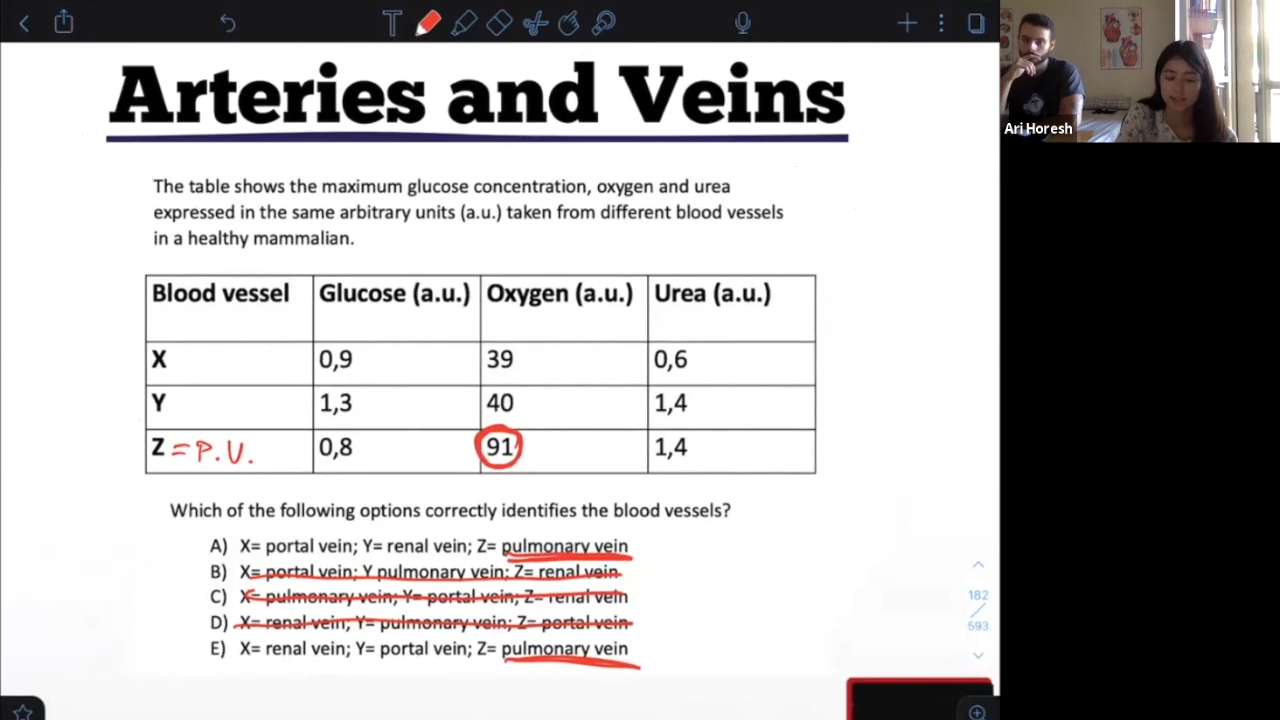 Arteries and Veins
Ari Horesh
The table shows the maximum glucose concentration, oxygen and urea
expressed in the same arbitrary units (a.u.) taken from different blood vessels
in a healthy mammalian.
Blood vessel Glucose (a.u.) Oxygen (a.u.) Urea (a.u.)
X 0,9 39 0,6
Y 1,3 40 1,4
Z = P.V. 0,8 91 1,4
Which of the following options correctly identifies the blood vessels?
A) X= portal vein; Y= renal vein; Z= pulmonary vein
B) X= portal vein; Y pulmonary vein; Z= renal vein
C) X= pulmonary vein; Y= portal vein; Z= renal vein
D) X= renal vein; Y= pulmonary vein; Z= portal vein
E) X= renal vein; Y= portal vein; Z= pulmonary vein
182
593